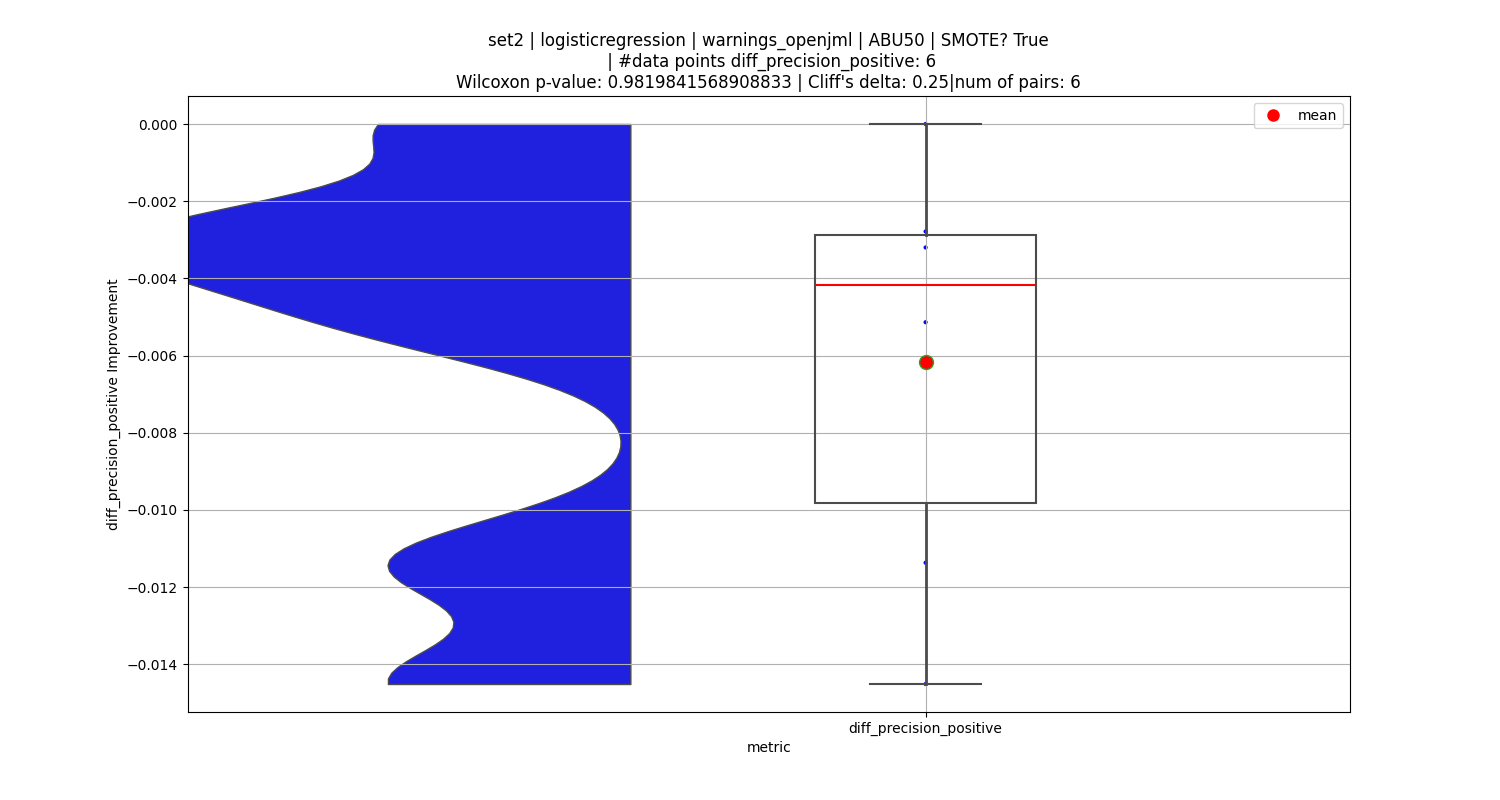 set2 | logisticregression | warnings_openjml | ABU50 | SMOTE? True
| #data points diff_precision_positive: 6
Wilcoxon p-value: 0.9819841568908833 | Cliff's delta: 0.25|num of pairs: 6
mean
0.000
−0.002
−0.004
−0.006
−0.008
−0.010
−0.012
−0.014
diff_precision_positive Improvement
diff_precision_positive
metric